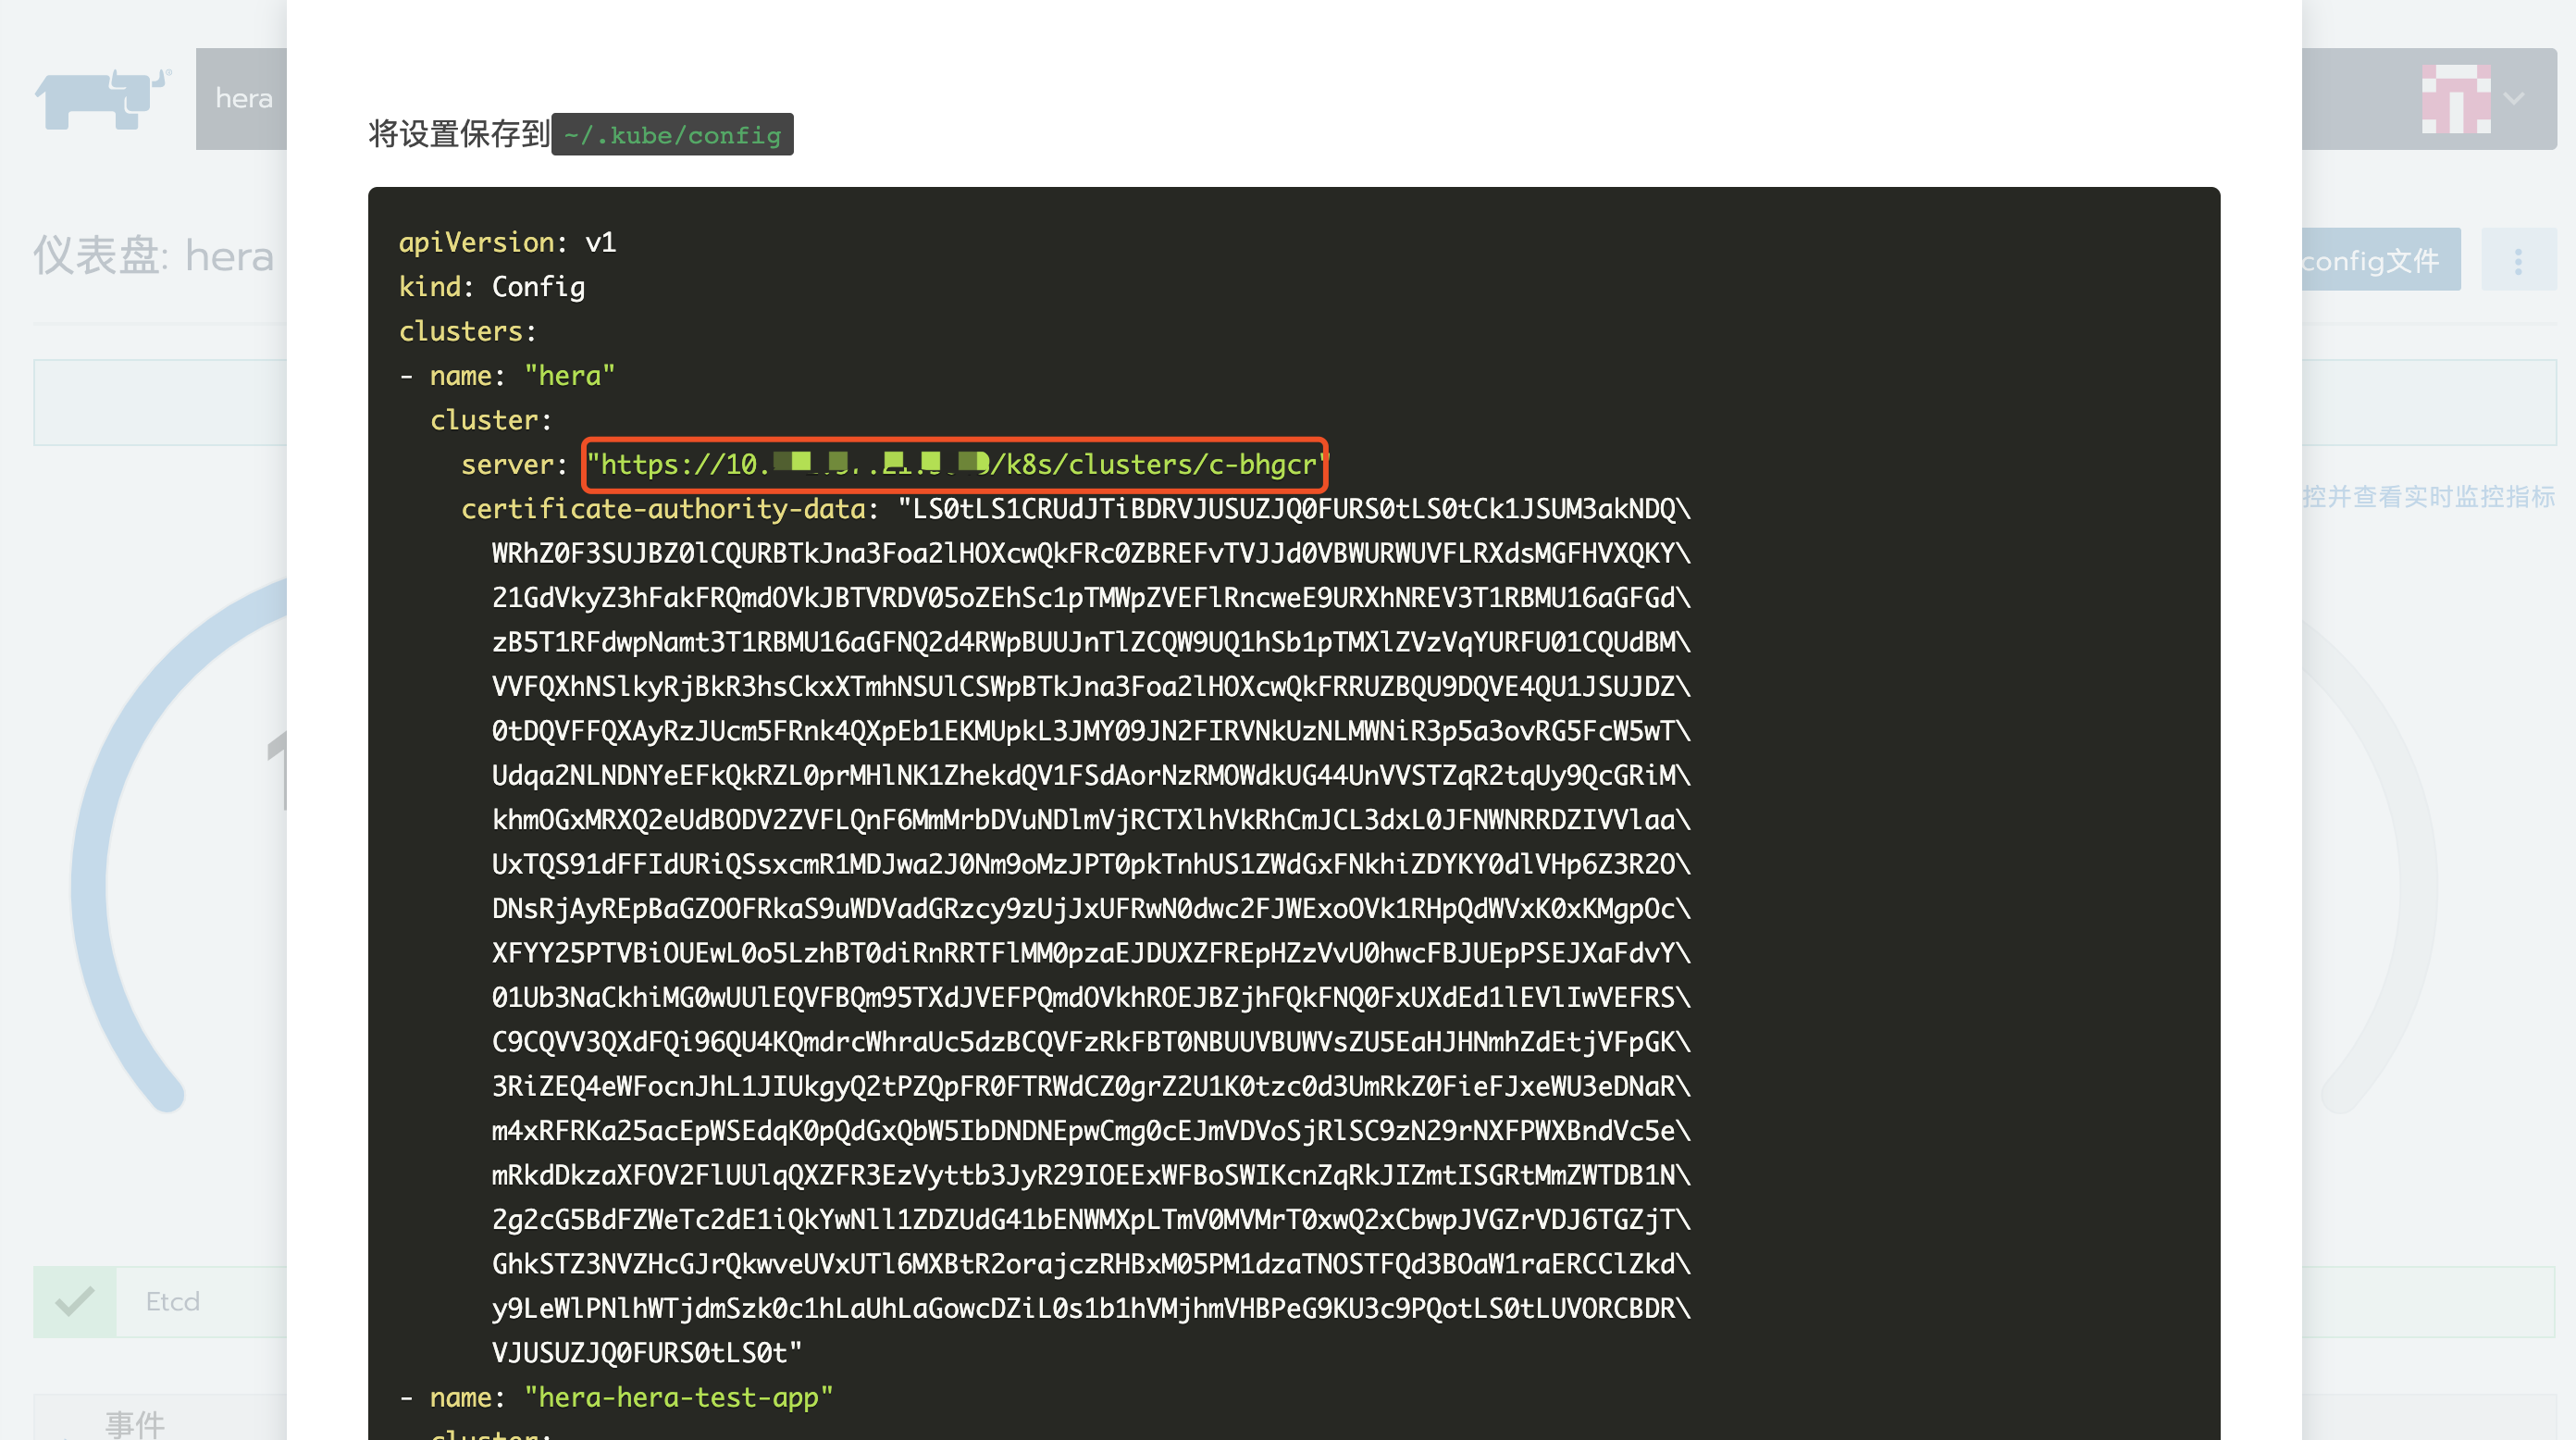 hera
将设置保存到 ~/.kube/config
仪表盘: hera
config文件
apiVersion: v1
kind: Config
clusters:
- name: "hera"
cluster:
server: "https://10. /k8s/clusters/c-bhgcr"
控并查看实时监控指标
certificate-authority-data: "LS0tLS1CRUdJTiBDRVJUSUZJQ0FURS0tLS0tCk1JSUM3akNDQ\
WRhZ0F3SUJBZ0lCQURBTkJna3Foa2lHOXcwQkFRc0ZBREFvTVJJd0VBWURWUVFLRXdsMGFHVXQKY\
21GdVkyZ3hFakFRQmdOVkJBTVRDV05oZEhSc1pTMWpZVEFlRncweE9URXhNREV3T1RBMU16aGFGd\
zB5T1RFdwpNamt3T1RBMU16aGFNQ2d4RWpBUUJnTlZCQW9UQ1hSb1pTMXlZVzVqYURFU01CQUdBM\
VVFQXhNSlkyRjBkR3hsCkxXTmhNSUlCSWpBTkJna3Foa2lHOXcwQkFRRUZBQU9DQVE4QU1JSUJDZ\
0tDQVFFQXAyRzJUcm5FRnk4QXpEb1EKMUpkL3JMY09JN2FIRVNkUzNLMWNiR3p5a3ovRG5FcW5wT\
Udqa2NLNDNYeEFkQkRZL0prMHlNK1ZhekdQV1FSdAorNzRMOWdkUG44UnVVSTZqR2tqUy9QcGRiM\
khmOGxMRXQ2eUdBODV2ZVFLQnF6MmMrbDVuNDlmVjRCTXlhVkRhCmJCL3dxL0JFNWNRRDZIVVlaa\
UxTQS91dFFIdURiQSsxcmR1MDJwa2J0Nm9oMzJPT0pkTnhUS1ZWdGxFNkhiZDYKY0dlVHp6Z3R2O\
DNsRjAyREpBaGZOOFRkaS9uWDVadGRzcy9zUjJxUFRwN0dwc2FJWExoOVk1RHpQdWVxK0xKMgpOc\
XFYY25PTVBiOUEwL0o5LzhBT0diRnRRTFlMM0pzaEJDUXZFREpHZzVvU0hwcFBJUEpPSEJXaFdvY\
01Ub3NaCkhiMG0wUUlEQVFBQm95TXdJVEFPQmdOVkhROEJBZjhFQkFNQ0FxUXdEd1lEVlIwVEFRS\
C9CQVV3QXdFQi96QU4KQmdrcWhraUc5dzBCQVFzRkFBT0NBUUVBUWVsZU5EaHJHNmhZdEtjVFpGK\
3RiZEQ4eWFocnJhL1JIUkgyQ2tPZQpFR0FTRWdCZ0grZ2U1K0tzc0d3UmRkZ0FieFJxeWU3eDNaR\
m4xRFRKa25acEpWSEdqK0pQdGxQbW5IbDNDNEpwCmg0cEJmVDVoSjRlSC9zN29rNXFPWXBndVc5e\
mRkdDkzaXFOV2FlUUlqQXZFR3EzVyttb3JyR29IOEExWFBoSWIKcnZqRkJIZmtISGRtMmZWTDB1N\
2g2cG5BdFZWeTc2dE1iQkYwNll1ZDZUdG41bENWMXpLTmV0MVMrT0xwQ2xCbwpJVGZrVDJ6TGZjT\
GhkSTZ3NVZHcGJrQkwveUVxUTl6MXBtR2orajczRHBxM05PM1dzaTNOSTFQd3BOaW1raERCClZkd\
y9LeWlPNlhWTjdmSzk0c1hLaUhLaGowcDZiL0s1b1hVMjhmVHBPeG9KU3c9PQotLS0tLUVORCBDR\
VJUSUZJQ0FURS0tLS0t"
Etcd
- name: "hera-hera-test-app"
cluster:
事件